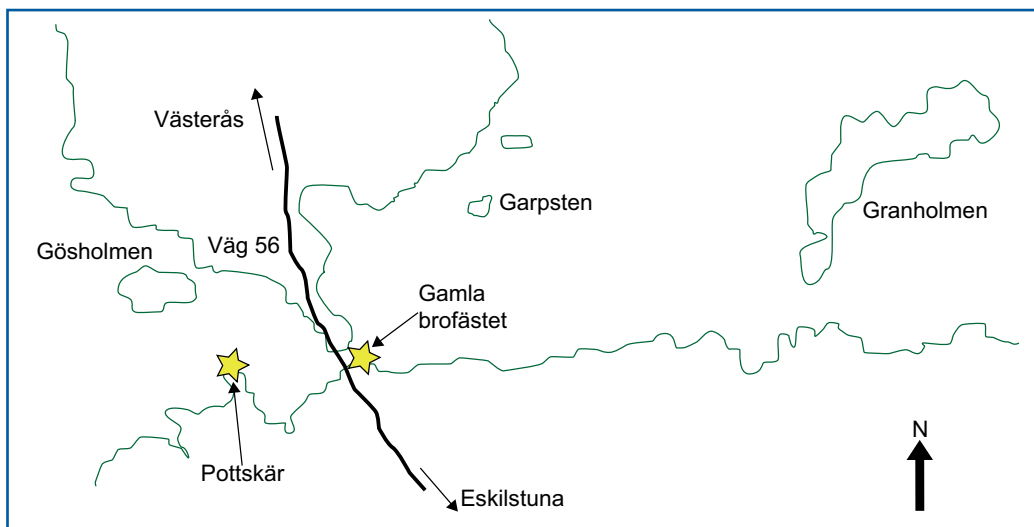 Västerås
Garpsten
Granholmen
Väg 56
Gösholmen
Gamla
brofästet
N
Pottskär
Eskilstuna